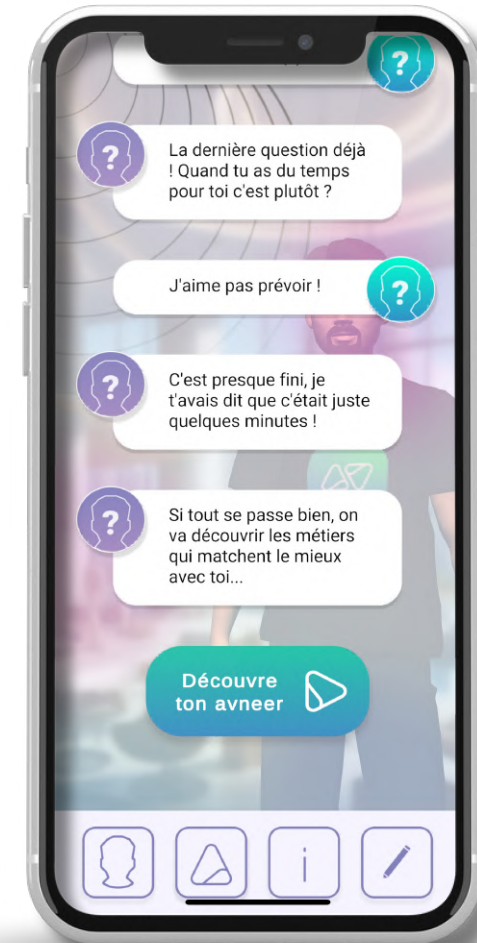 ?
?
La dernière question déjà
! Quand tu as du temps
pour toi c'est plutôt ?
J'aime pas prévoir !
?
?
C'est presque fini, je
t'avais dit que c'était juste
quelques minutes !
?
Si tout se passe bien, on
va découvrir les métiers
qui matchent le mieux
avec toi...
Découvre
ton avneer
i